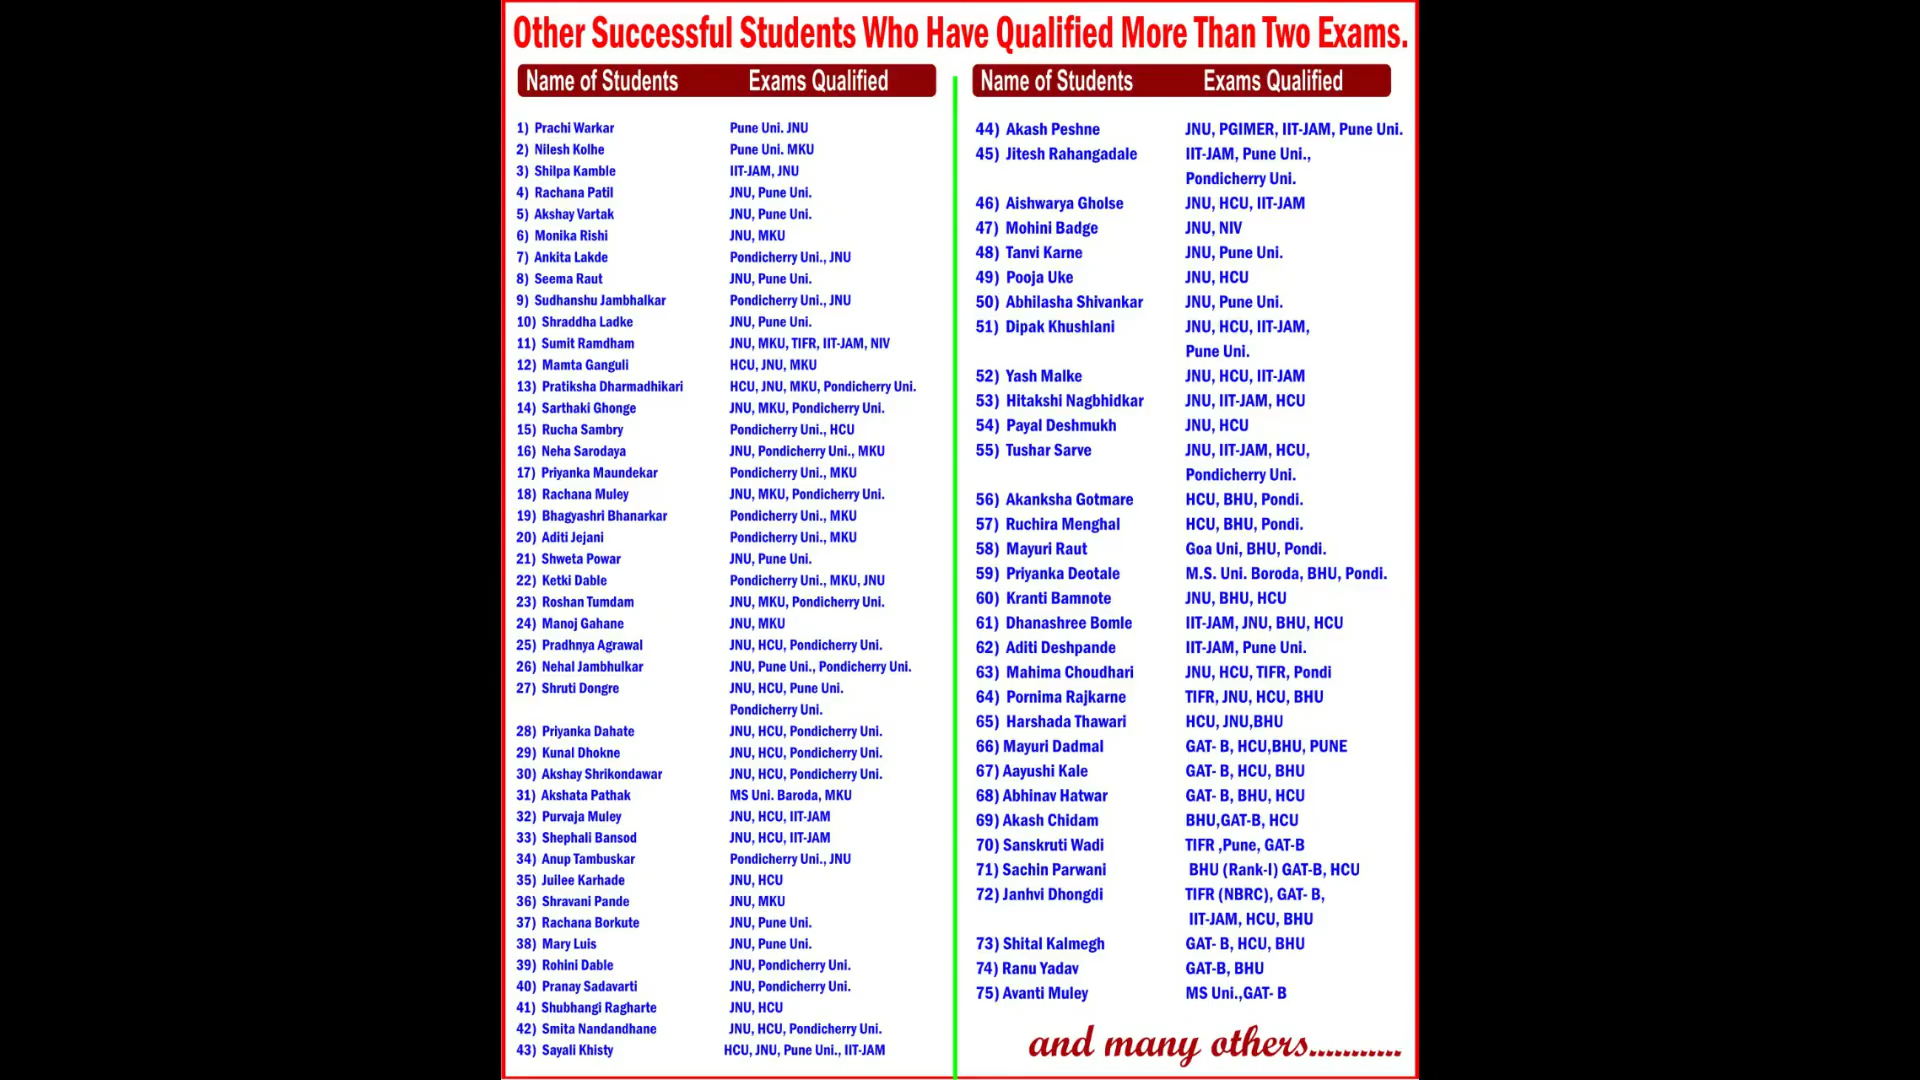 Other Successful Students Who Have Qualified More Than Two Exams.
Name of Students Exams Qualified
1) Prachi Warkar Pune Uni. JNU
2) Nilesh Kolhe Pune Uni. MKU
3) Shilpa Kamble IIT-JAM, JNU
4) Rachana Patil JNU, Pune Uni.
5) Akshay Vartak JNU, Pune Uni.
6) Monika Rishi JNU, MKU
7) Ankita Lakde Pondicherry Uni., JNU
8) Seema Raut JNU, Pune Uni.
9) Sudhanshu Jambhalkar Pondicherry Uni., JNU
10) Shraddha Ladke JNU, Pune Uni.
11) Sumit Ramdham JNU, MKU, TIFR, IIT-JAM, NIV
12) Mamta Ganguli HCU, JNU, MKU
13) Pratiksha Dharmadhikari HCU, JNU, MKU, Pondicherry Uni.
14) Sarthaki Ghonge JNU, MKU, Pondicherry Uni.
15) Rucha Sambry Pondicherry Uni., HCU
16) Neha Sarodaya JNU, Pondicherry Uni., MKU
17) Priyanka Maundekar Pondicherry Uni., MKU
18) Rachana Muley JNU, MKU, Pondicherry Uni.
19) Bhagyashri Bhanarkar Pondicherry Uni., MKU
20) Aditi Jejani Pondicherry Uni., MKU
21) Shweta Powar JNU, Pune Uni.
22) Ketki Dable Pondicherry Uni., MKU, JNU
23) Roshan Tumdam JNU, MKU, Pondicherry Uni.
24) Manoj Gahane JNU, MKU
25) Pradhnya Agrawal JNU, HCU, Pondicherry Uni.
26) Nehal Jambhulkar JNU, Pune Uni., Pondicherry Uni.
27) Shruti Dongre JNU, HCU, Pune Uni.
Pondicherry Uni.
28) Priyanka Dahate JNU, HCU, Pondicherry Uni.
29) Kunal Dhokne JNU, HCU, Pondicherry Uni.
30) Akshay Shrikondawar JNU, HCU, Pondicherry Uni.
31) Akshata Pathak MS Uni. Baroda, MKU
32) Purvaja Muley JNU, HCU, IIT-JAM
33) Shephali Bansod JNU, HCU, IIT-JAM
34) Anup Tambuskar Pondicherry Uni., JNU
35) Juilee Karhade JNU, HCU
36) Shravani Pande JNU, MKU
37) Rachana Borkute JNU, Pune Uni.
38) Mary Luis JNU, Pune Uni.
39) Rohini Dable JNU, Pondicherry Uni.
40) Pranay Sadavarti JNU, Pondicherry Uni.
41) Shubhangi Ragharte JNU, HCU
42) Smita Nandandhane JNU, HCU, Pondicherry Uni.
43) Sayali Khisty HCU, JNU, Pune Uni., IIT-JAM
Name of Students Exams Qualified
44) Akash Peshne JNU, PGIMER, IIT-JAM, Pune Uni.
45) Jitesh Rahangadale IIT-JAM, Pune Uni.,
Pondicherry Uni.
46) Aishwarya Gholse JNU, HCU, IIT-JAM
47) Mohini Badge JNU, NIV
48) Tanvi Karne JNU, Pune Uni.
49) Pooja Uke JNU, HCU
50) Abhilasha Shivankar JNU, Pune Uni.
51) Dipak Khushlani JNU, HCU, IIT-JAM,
Pune Uni.
52) Yash Malke JNU, HCU, IIT-JAM
53) Hitakshi Nagbhidkar JNU, IIT-JAM, HCU
54) Payal Deshmukh JNU, HCU
55) Tushar Sarve JNU, IIT-JAM, HCU,
Pondicherry Uni.
56) Akanksha Gotmare HCU, BHU, Pondi.
57) Ruchira Menghal HCU, BHU, Pondi.
58) Mayuri Raut Goa Uni, BHU, Pondi.
59) Priyanka Deotale M.S. Uni. Boroda, BHU, Pondi.
60) Kranti Bamnote JNU, BHU, HCU
61) Dhanashree Bomle IIT-JAM, JNU, BHU, HCU
62) Aditi Deshpande IIT-JAM, Pune Uni.
63) Mahima Choudhari JNU, HCU, TIFR, Pondi
64) Pornima Rajkarne TIFR, JNU, HCU, BHU
65) Harshada Thawari HCU, JNU,BHU
66) Mayuri Dadmal GAT- B, HCU,BHU, PUNE
67) Aayushi Kale GAT- B, HCU, BHU
68) Abhinav Hatwar GAT- B, BHU, HCU
69) Akash Chidam BHU,GAT-B, HCU
70) Sanskruti Wadi TIFR ,Pune, GAT-B
71) Sachin Parwani BHU (Rank-I) GAT-B, HCU
72) Janhvi Dhongdi TIFR (NBRC), GAT- B,
IIT-JAM, HCU, BHU
73) Shital Kalmegh GAT- B, HCU, BHU
74) Ranu Yadav GAT-B, BHU
75) Avanti Muley MS Uni.,GAT- B
and many others...........